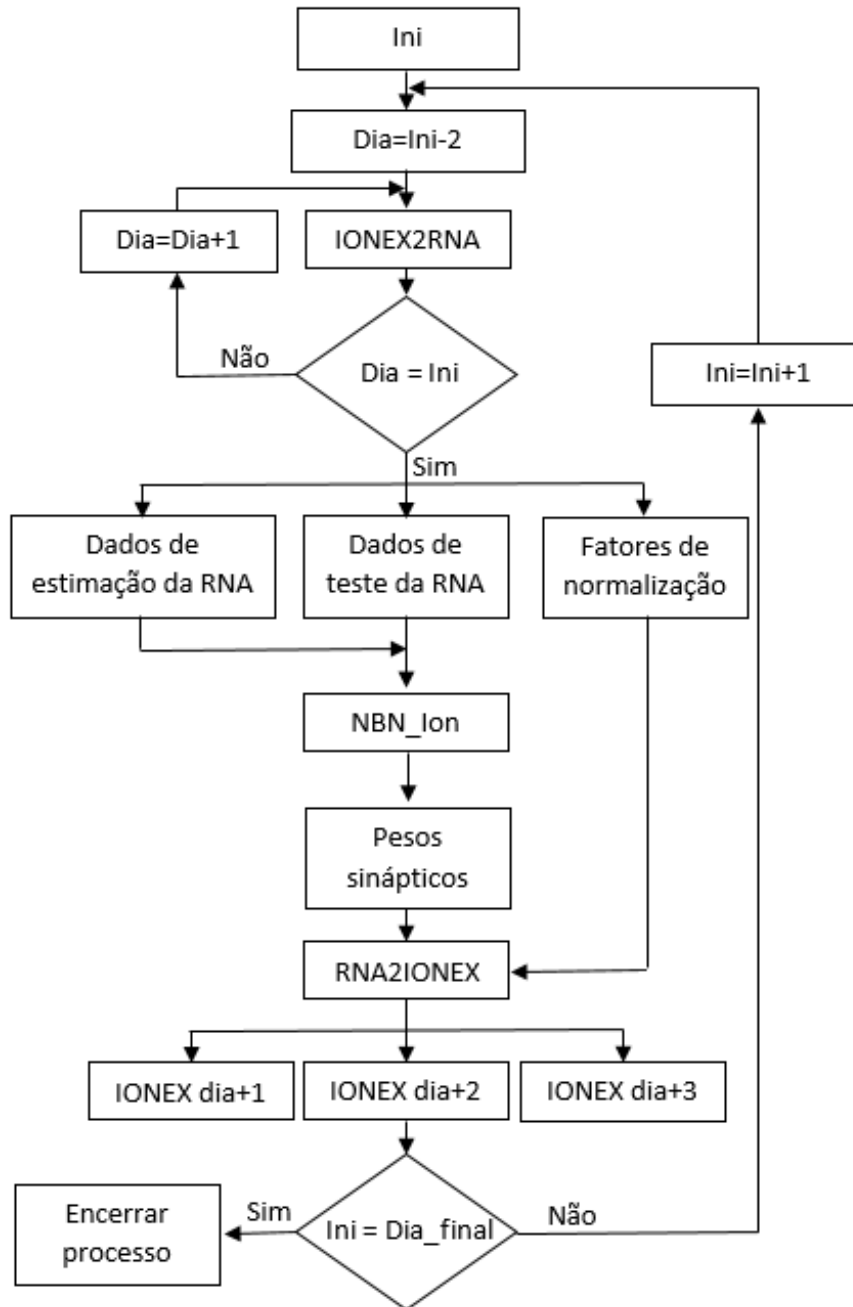 Ini
Dia=Ini-2
Dia=Dia+1
IONEX2RNA
Não
Dia = Ini
Ini=Ini+1
Sim
Dados de
estimação da RNA
Dados de
teste da RNA
Fatores de
normalização
NBN_Ion
Pesos
sinápticos
RNA2IONEX
IONEX dia+1
IONEX dia+2
IONEX dia+3
Encerrar
processo
Sim
Ini = Dia_final
Não